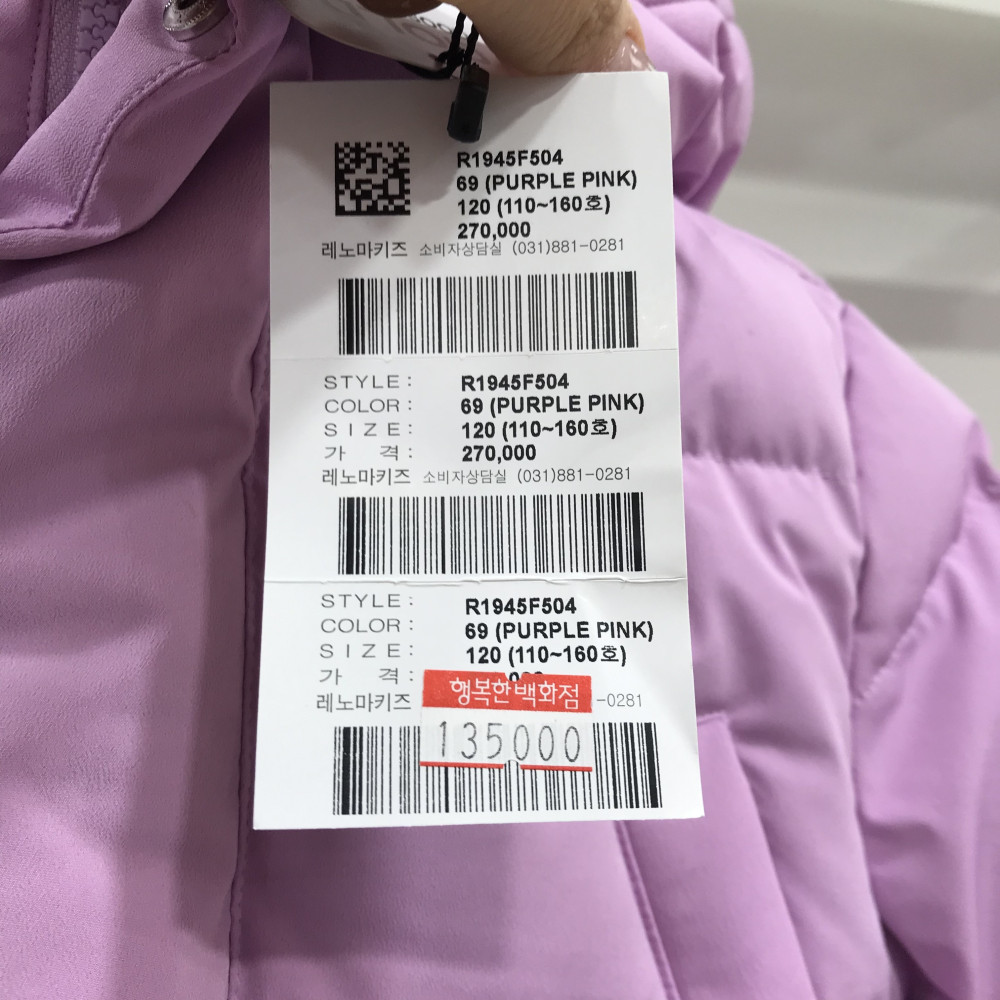 R1945F504
69 (PURPLE PINK)
120 (110~160호)
270,000
레노마키즈 소비자상담실 (031)881-0281
STYLE : R1945F504
COLOR : 69 (PURPLE PINK)
SIZE : 120 (110~160호)
가 격 : 270,000
레노마키즈 소비자상담실 (031)881-0281
STYLE : R1945F504
COLOR : 69 (PURPLE PINK)
SIZE : 120 (110~160호)
가 격 :
레노마키즈 행복한백화점 -0281
135000